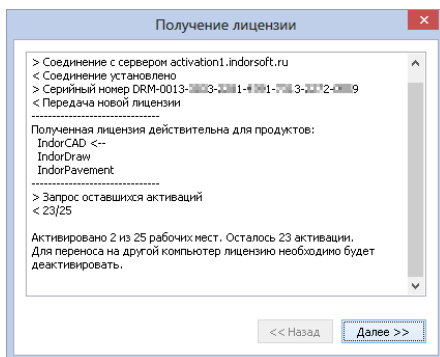 Получение лицензии
> Соединение с сервером activation1.indorsoft.ru
< Соединение установлено
> Серийный номер DRM-0013-
< Передача новой лицензии
------------------------------
Полученная лицензия действительна для продуктов:
IndorCAD <--
IndorDraw
IndorPavement
------------------------------
> Запрос оставшихся активаций
< 23/25
Активировано 2 из 25 рабочих мест. Осталось 23 активации.
Для переноса на другой компьютер лицензию необходимо будет
деактивировать.
<< Назад
Далее >>